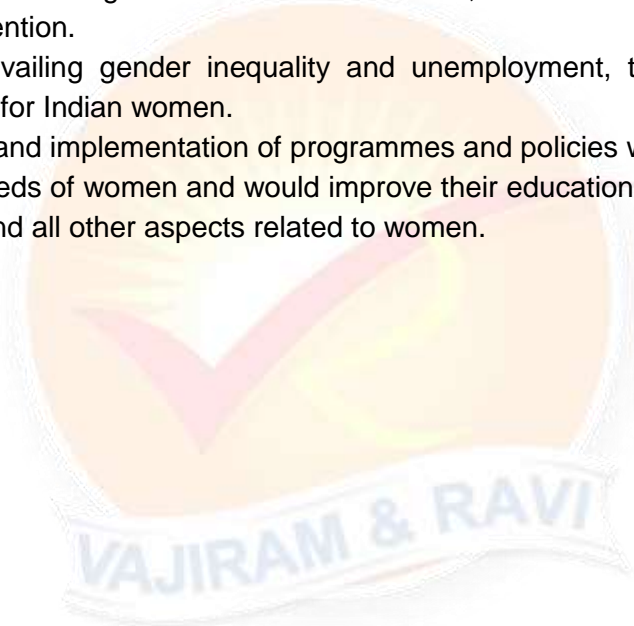 ention.
vailing gender inequality and unemployment, t
for Indian women.
and implementation of programmes and policies w
eds of women and would improve their education
nd all other aspects related to women.
VAJIRAM & RAVI